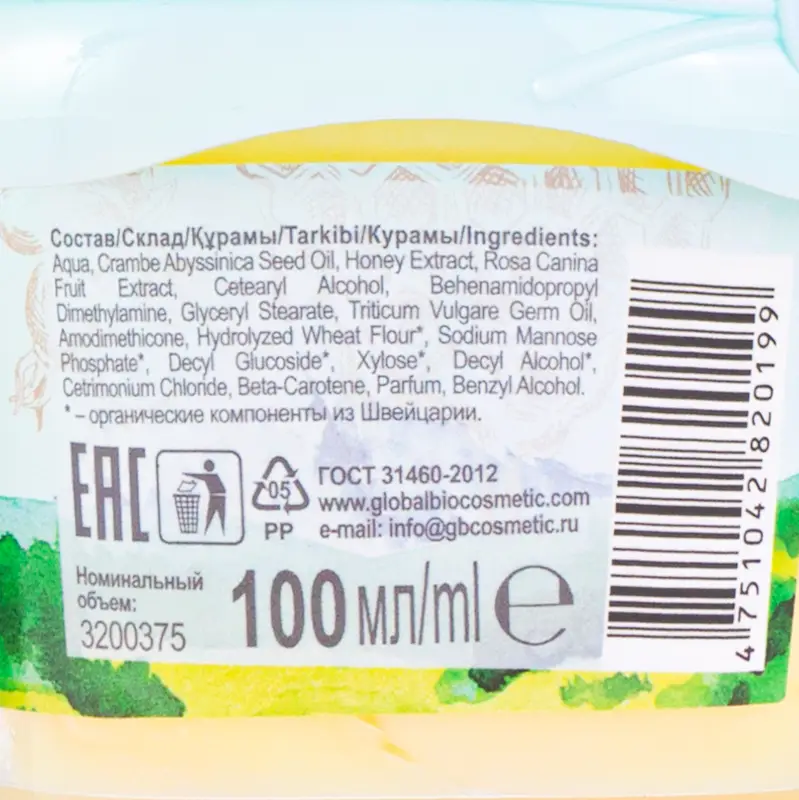 Состав/Склад/Құрамы/Tarkibi/Курамы/Ingredients:
Aqua, Crambe Abyssinica Seed Oil, Honey Extract, Rosa Canina
Fruit Extract, Cetearyl Alcohol, Behenamidopropyl
Dimethylamine, Glyceryl Stearate, Triticum Vulgare Germ Oil,
Amodimethicone, Hydrolyzed Wheat Flour*, Sodium Mannose
Phosphate*, Decyl Glucoside*, Xylose*, Decyl Alcohol*,
Cetrimonium Chloride, Beta-Carotene, Parfum, Benzyl Alcohol.
* – органические компоненты из Швейцарии.
EAC
05
PP
ГОСТ 31460-2012
www.globalbiocosmetic.com
e-mail: info@gbcosmetic.ru
Номинальный
объем:
3200375
100 мл/ml e
4 751042 820199